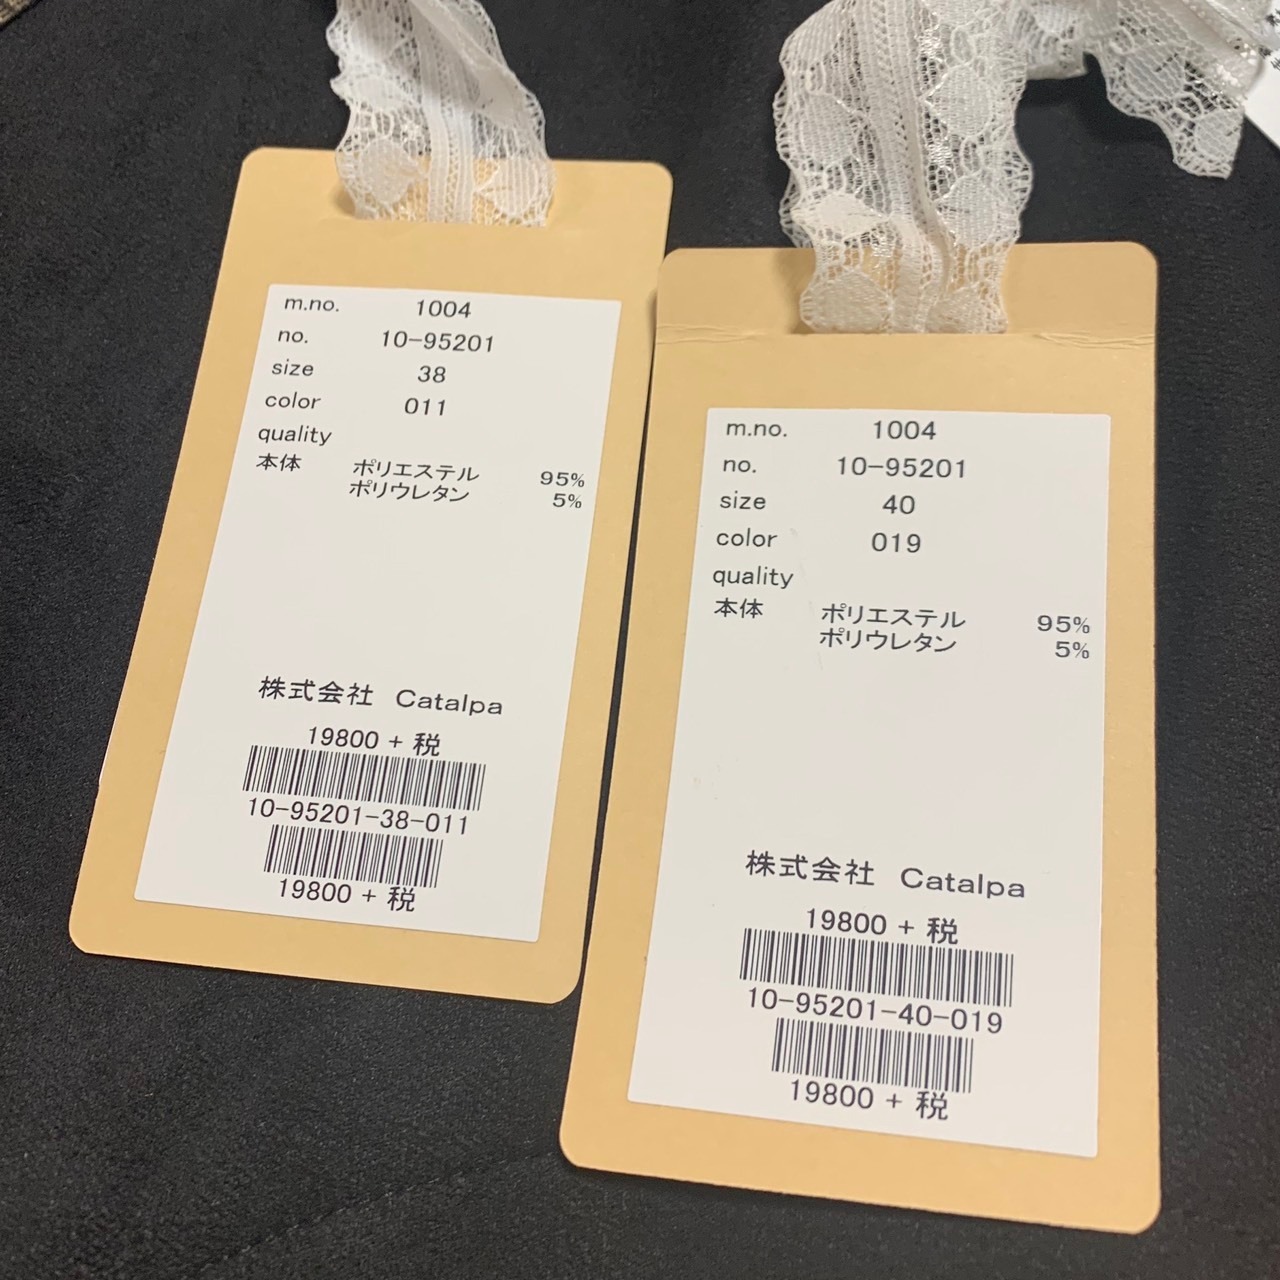 m.no. 1004
no. 10-95201
size 38
color 011
quality
本体 ポリエステル 95%
ポリウレタン 5%
株式会社 Catalpa
19800 + 税
10-95201-38-011
19800 + 税
m.no. 1004
no. 10-95201
size 40
color 019
quality
本体 ポリエステル 95%
ポリウレタン 5%
株式会社 Catalpa
19800 + 税
10-95201-40-019
19800 + 税